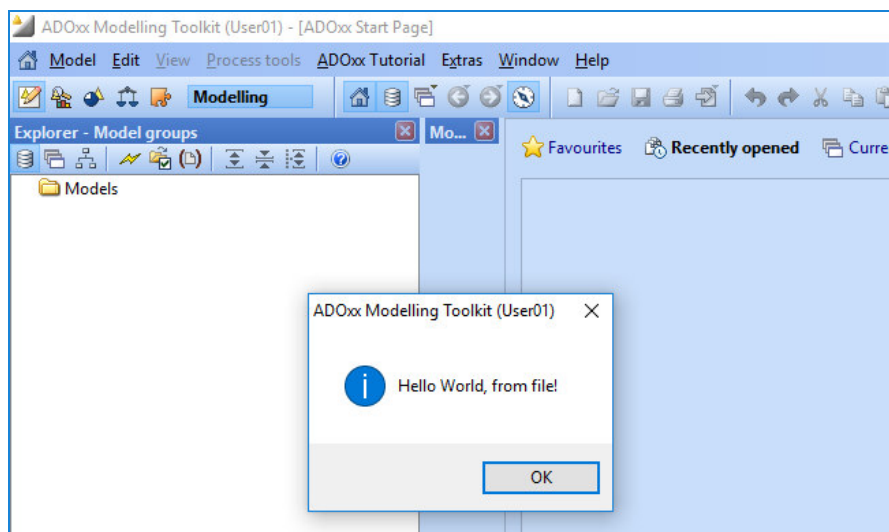 ADOxx Modelling Toolkit (User01) - [ADOxx Start Page]
Model Edit View Process tools ADOxx Tutorial Extras Window Help
Modelling
Explorer - Model groups
Mo...
Favourites Recently opened Curre
Models
ADOxx Modelling Toolkit (User01)
Hello World, from file!
OK